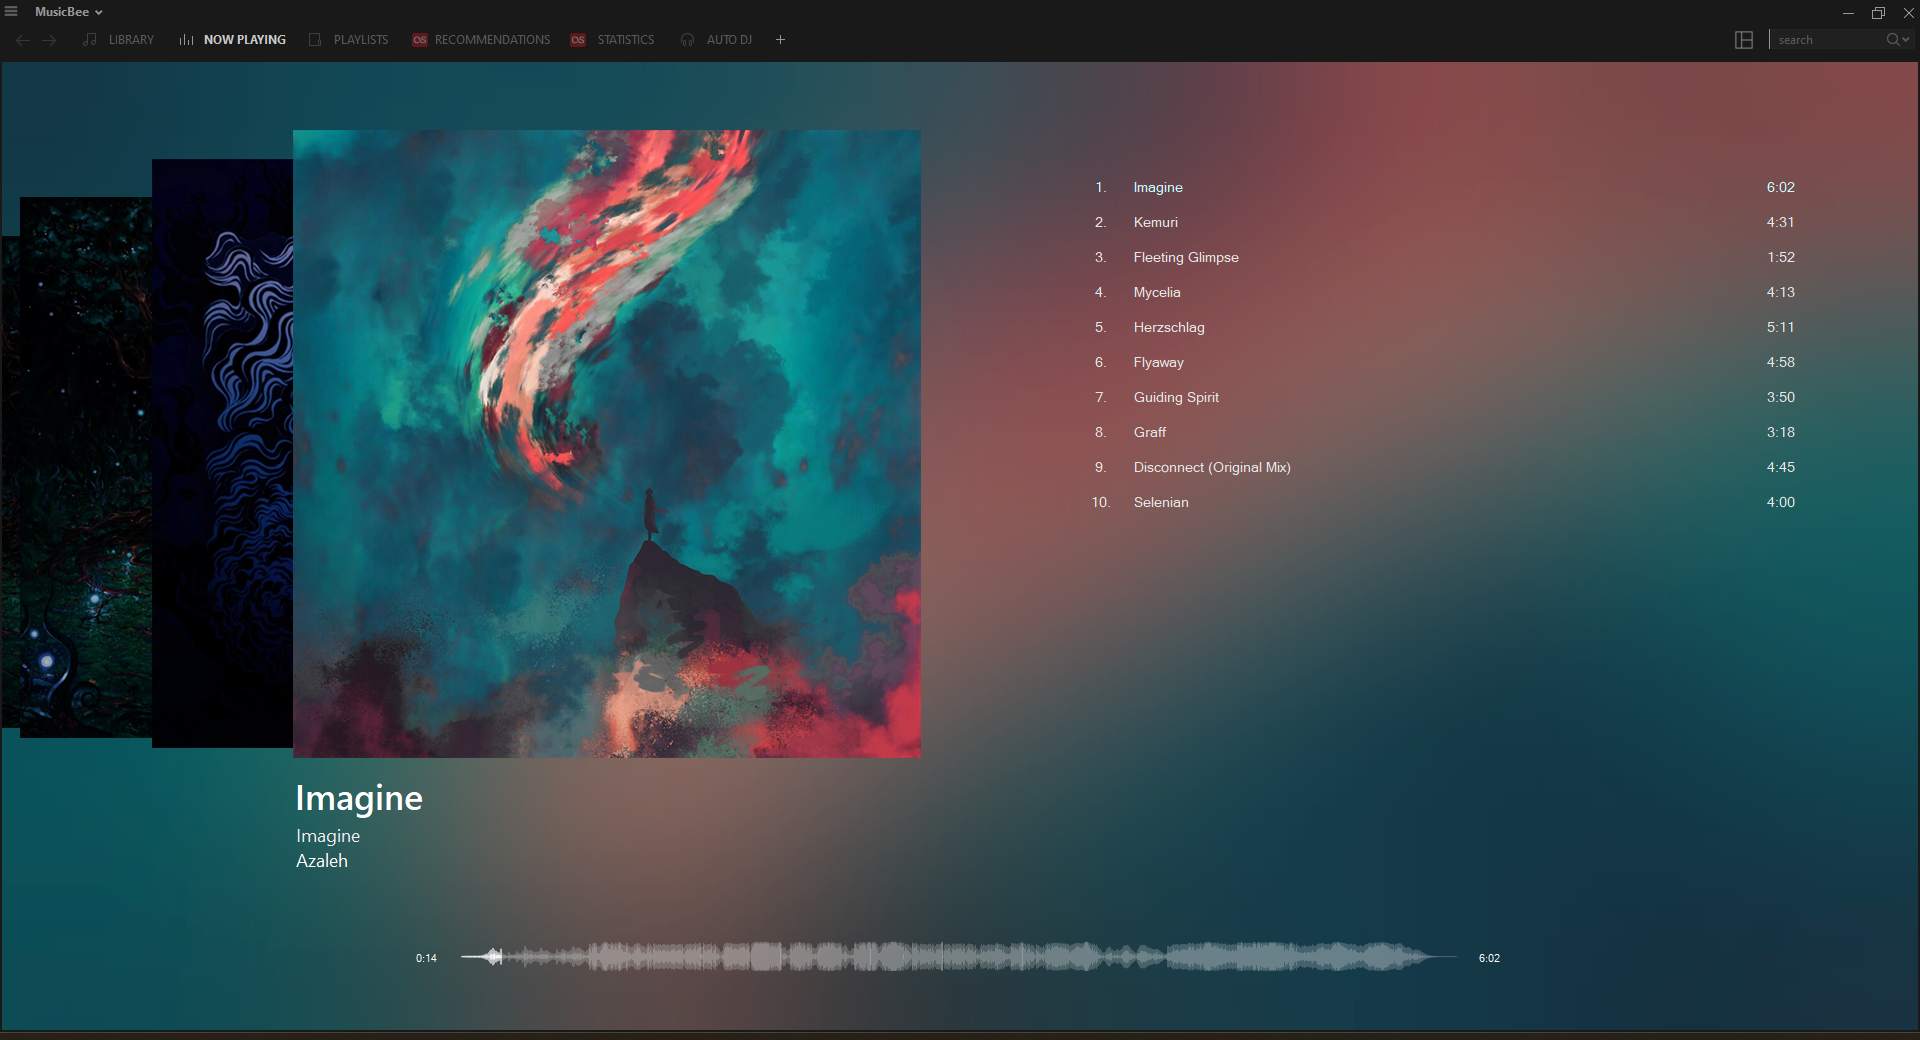 MusicBee
LIBRARY NOW PLAYING PLAYLISTS RECOMMENDATIONS STATISTICS AUTO DJ + search
1. Imagine 6:02
2. Kemuri 4:31
3. Fleeting Glimpse 1:52
4. Mycelia 4:13
5. Herzschlag 5:11
6. Flyaway 4:58
7. Guiding Spirit 3:50
8. Graff 3:18
9. Disconnect (Original Mix) 4:45
10. Selenian 4:00
Imagine
Imagine
Azaleh
0:14 6:02